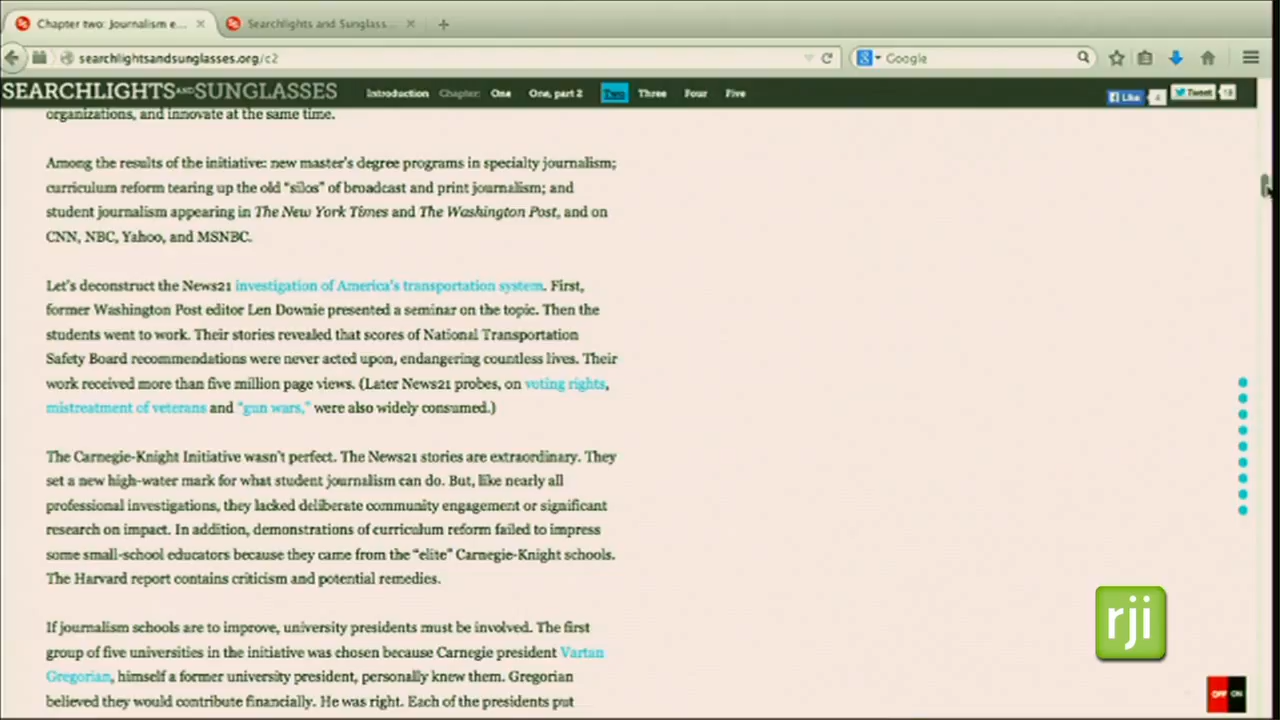 Chapter two: Journalism e...
Searchlights and Sunglass...
searchlightsandsunglasses.org/c2
Google
SEARCHLIGHTS AND SUNGLASSES
Introduction Chapter: One One, part 2 Two Three Four Five
Like 4 Tweet 18
organizations, and innovate at the same time.
Among the results of the initiative: new master's degree programs in specialty journalism;
curriculum reform tearing up the old “silos” of broadcast and print journalism; and
student journalism appearing in The New York Times and The Washington Post, and on
CNN, NBC, Yahoo, and MSNBC.
Let's deconstruct the News21 investigation of America's transportation system. First,
former Washington Post editor Len Downie presented a seminar on the topic. Then the
students went to work. Their stories revealed that scores of National Transportation
Safety Board recommendations were never acted upon, endangering countless lives. Their
work received more than five million page views. (Later News21 probes, on voting rights,
mistreatment of veterans and “gun wars,” were also widely consumed.)
The Carnegie-Knight Initiative wasn't perfect. The News21 stories are extraordinary. They
set a new high-water mark for what student journalism can do. But, like nearly all
professional investigations, they lacked deliberate community engagement or significant
research on impact. In addition, demonstrations of curriculum reform failed to impress
some small-school educators because they came from the “elite” Carnegie-Knight schools.
The Harvard report contains criticism and potential remedies.
If journalism schools are to improve, university presidents must be involved. The first
group of five universities in the initiative was chosen because Carnegie president Vartan
Gregorian, himself a former university president, personally knew them. Gregorian
believed they would contribute financially. He was right. Each of the presidents put
rji
OFF ON